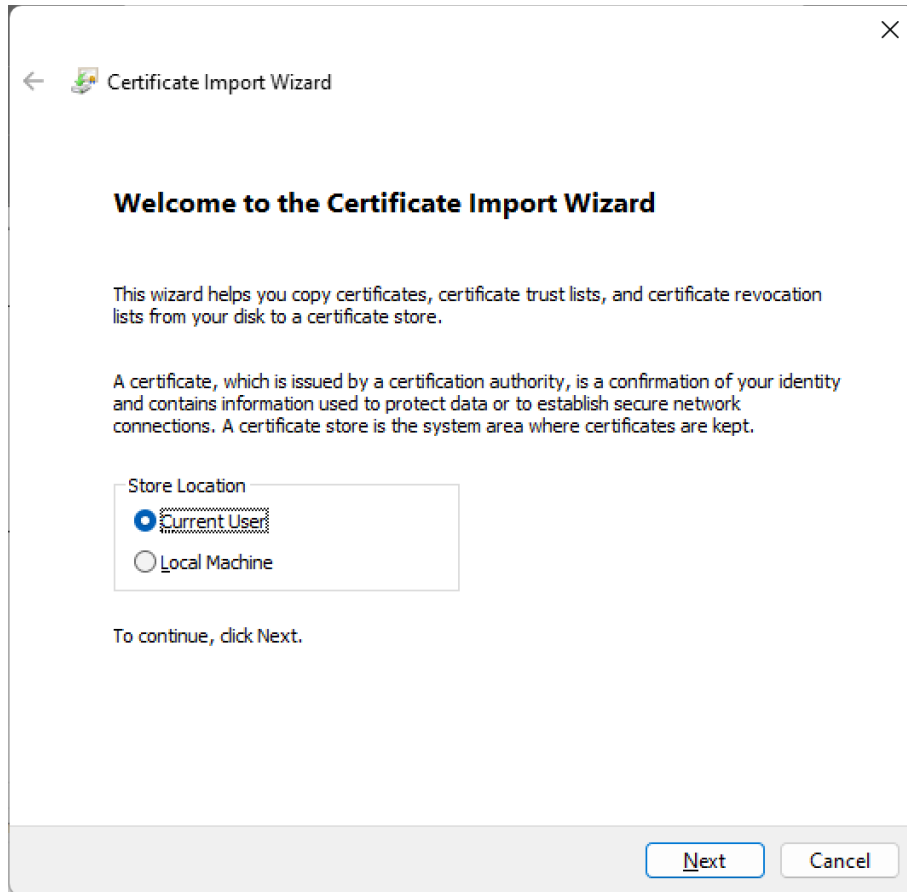 Certificate Import Wizard
Welcome to the Certificate Import Wizard
This wizard helps you copy certificates, certificate trust lists, and certificate revocation
lists from your disk to a certificate store.
A certificate, which is issued by a certification authority, is a confirmation of your identity
and contains information used to protect data or to establish secure network
connections. A certificate store is the system area where certificates are kept.
Store Location
Current User
Local Machine
To continue, click Next.
Next
Cancel